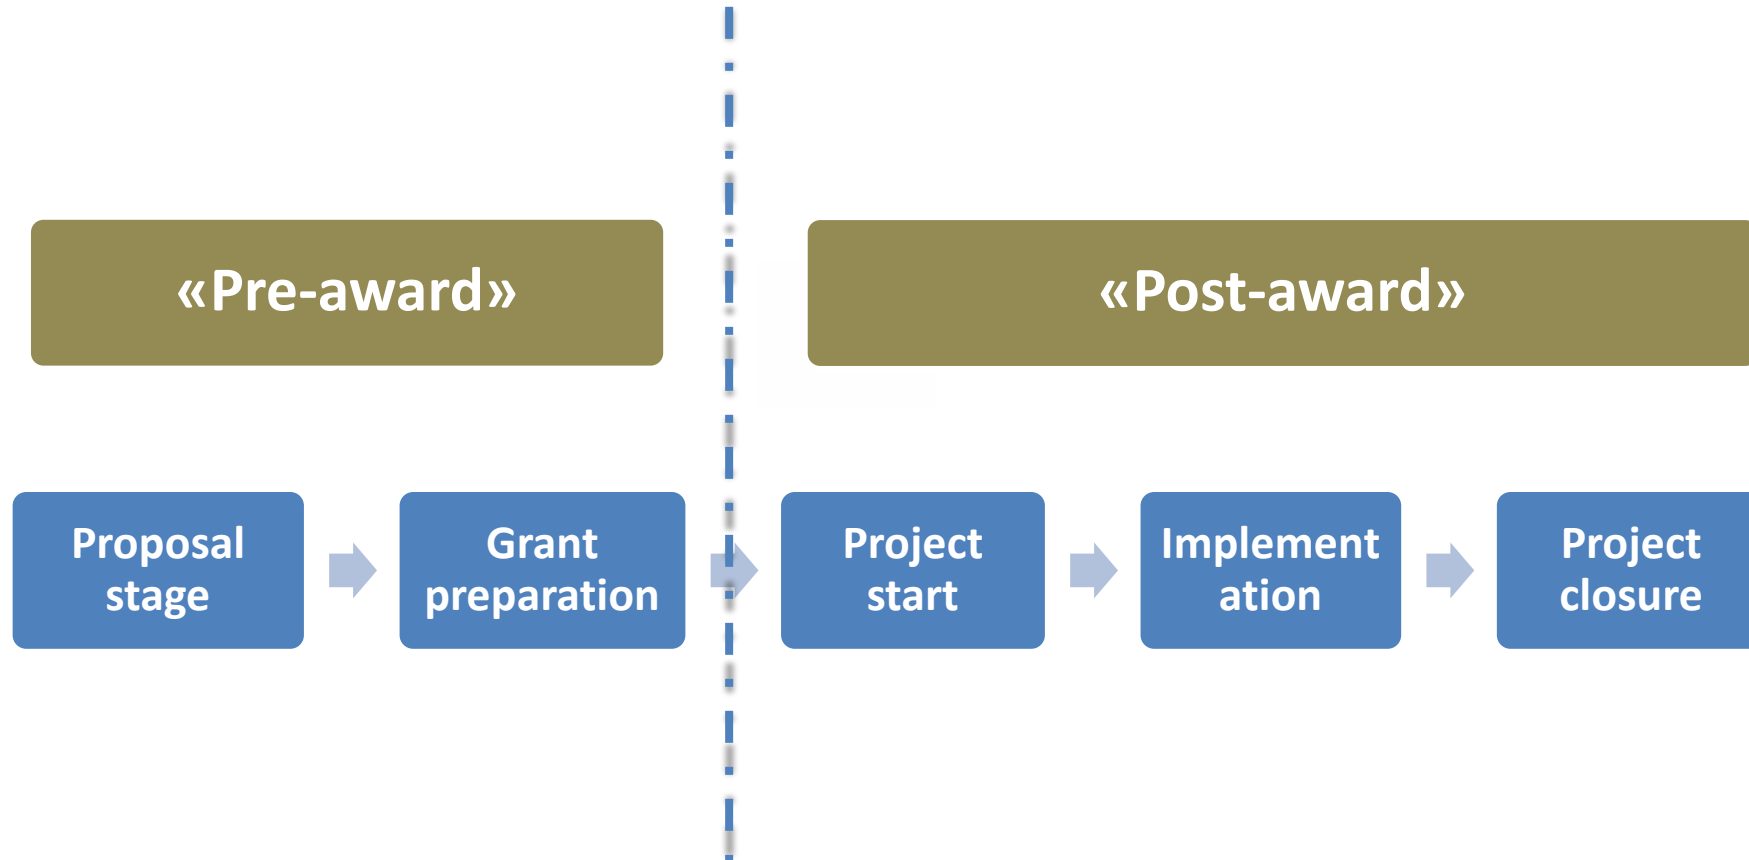 «Pre-award»
«Post-award»
Proposal
stage
Grant
preparation
Project
start
Implement
ation
Project
closure